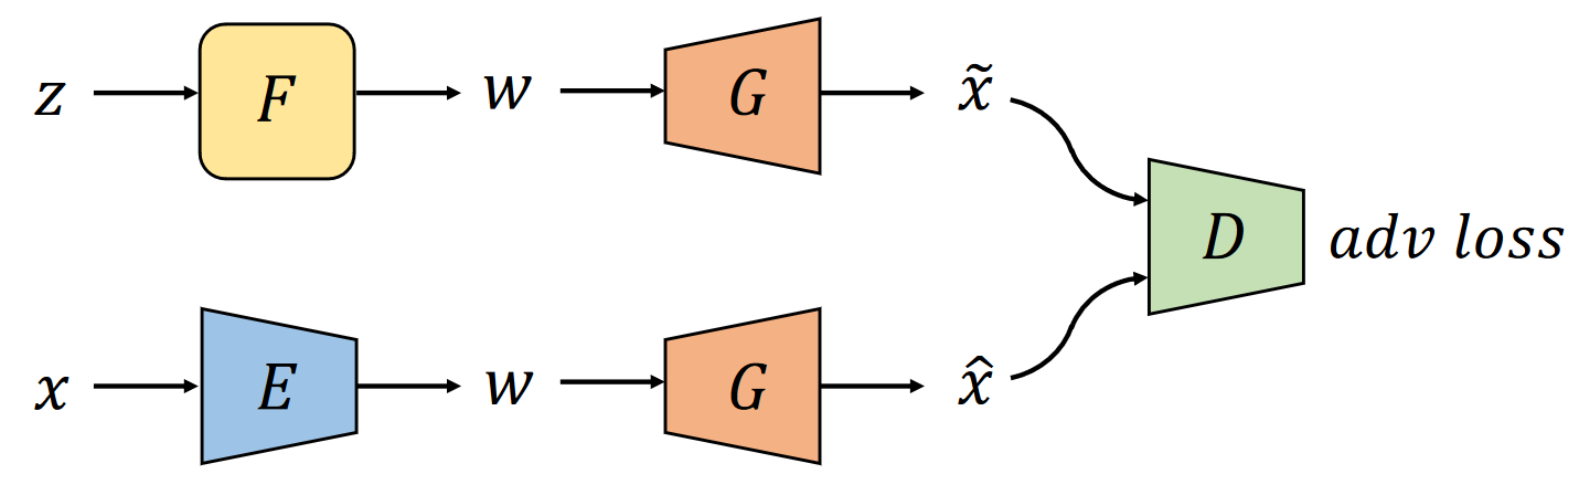 z F w G x̃
D adv loss
x E w G x̂